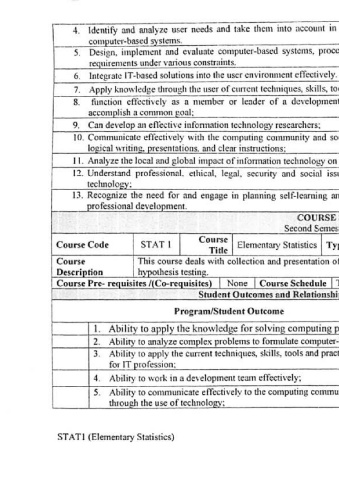 4. Identify and analyze user needs and take them into account in
computer-based systems.
5. Design, implement and evaluate computer-based systems, proce
requirements under various constraints.
6. Integrate IT-based solutions into the user environment effectively.
7. Apply knowledge through the user of current techniques, skills, to
8. function effectively as a member or leader of a development
accomplish a common goal;
9. Can develop an effective information technology researchers;
10. Communicate effectively with the computing community and so
logical writing, presentations, and clear instructions;
11. Analyze the local and global impact of information technology on
12. Understand professional, ethical, legal, security and social iss
technology;
13. Recognize the need for and engage in planning self-learning an
professional development.
COURSE
Second Semes
Course Code STAT 1 Course Title Elementary Statistics Typ
Course Description This course deals with collection and presentation of
hypothesis testing.
Course Pre- requisites /(Co-requisites) None Course Schedule
Student Outcomes and Relationshi
Program/Student Outcome
1. Ability to apply the knowledge for solving computing p
2. Ability to analyze complex problems to formulate computer-
3. Ability to apply the current techniques, skills, tools and pract
for IT profession;
4. Ability to work in a development team effectively;
5. Ability to communicate effectively to the computing commu
through the use of technology;
STAT1 (Elementary Statistics)